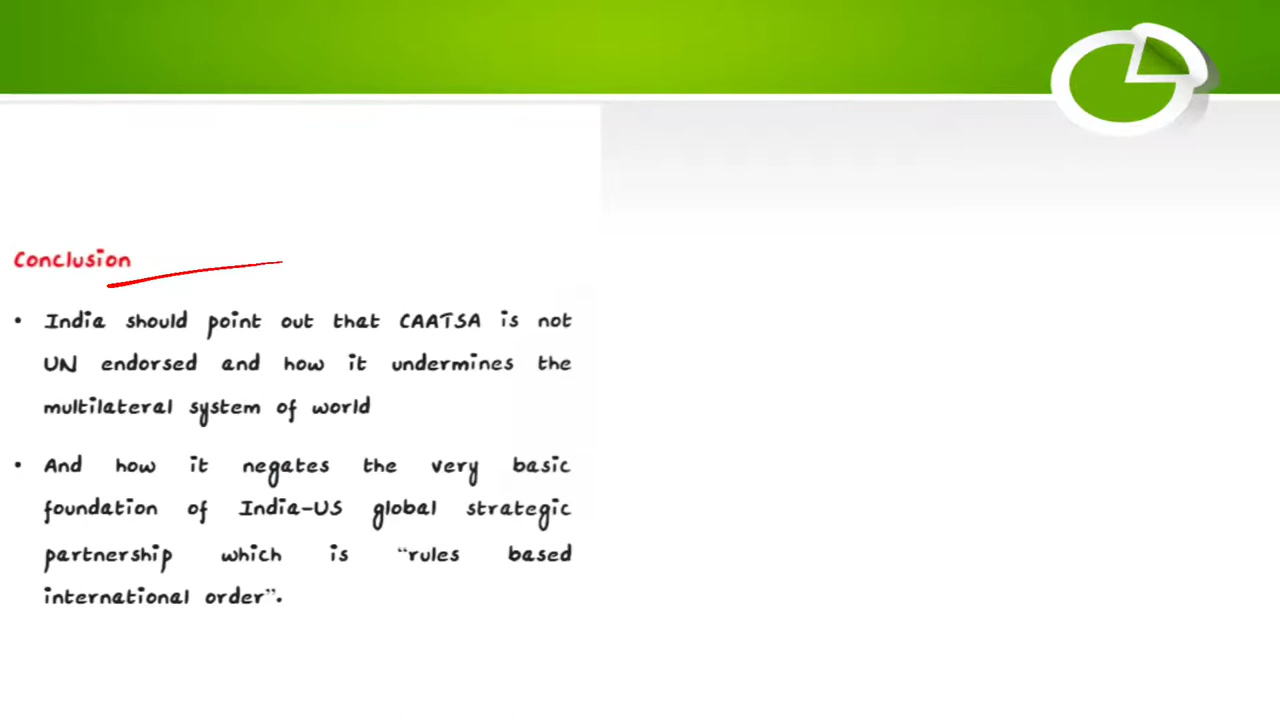 Conclusion
• India should point out that CAATSA is not
UN endorsed and how it undermines the
multilateral system of world
• And how it negates the very basic
foundation of India-US global strategic
partnership which is “rules based
international order”.